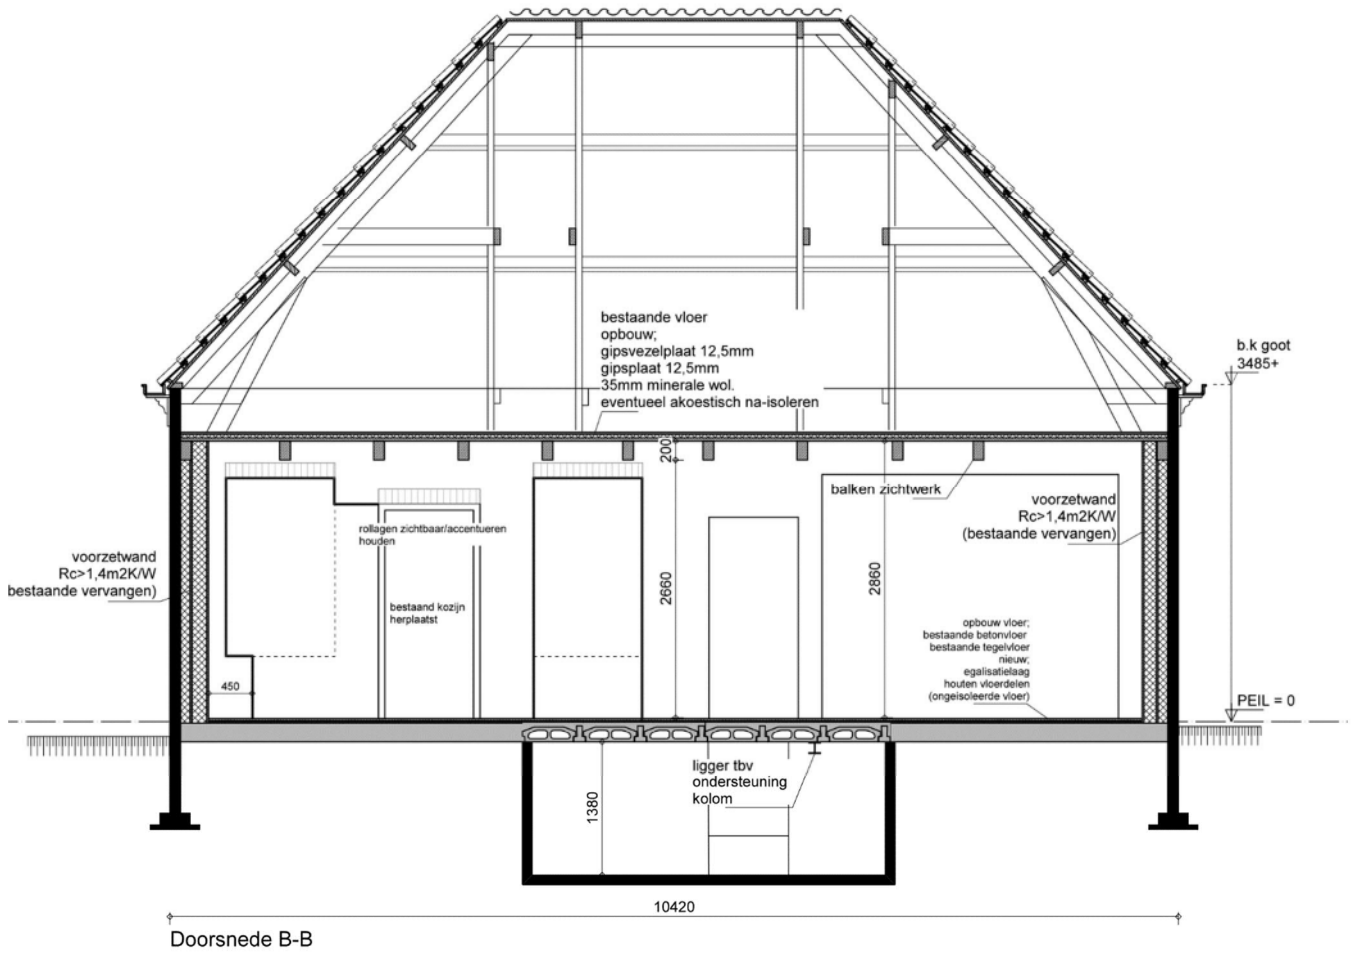 bestaande vloer
opbouw;
gipsvezelplaat 12,5mm
gipsplaat 12,5mm
35mm minerale wol.
eventueel akoestisch na-isoleren
b.k goot
3485+
200
balken zichtwerk
voorzetwand
Rc>1,4m2K/W
(bestaande vervangen)
rollagen zichtbaar/accentueren
houden
voorzetwand
Rc>1,4m2K/W
bestaande vervangen)
2660
2860
bestaand kozijn
herplaatst
opbouw vloer;
bestaande betonvloer
bestaande tegelvloer
nieuw;
egalisatielaag
houten vloerdelen
(ongeisoleerde vloer)
450
PEIL = 0
ligger tbv
ondersteuning
kolom
1380
10420
Doorsnede B-B